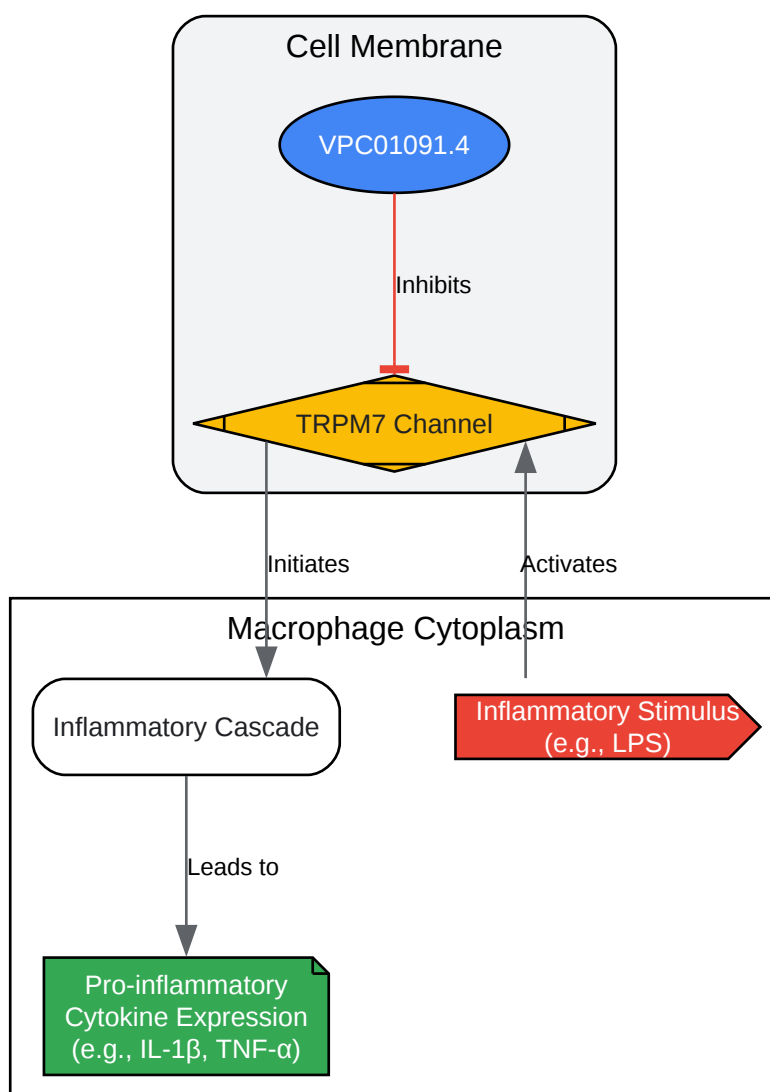 Cell Membrane
VPC01091.4
Inhibits
TRPM7 Channel
Initiates
Activates
Macrophage Cytoplasm
Inflammatory Cascade
Inflammatory Stimulus
(e.g., LPS)
Leads to
Pro-inflammatory
Cytokine Expression
(e.g., IL-1β, TNF-α)